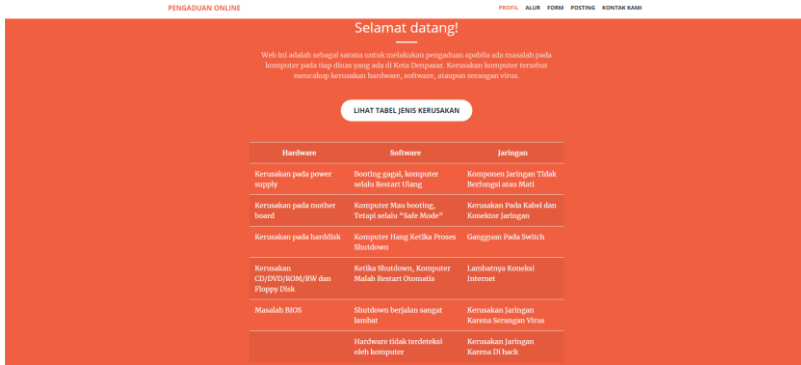 PENGADUAN ONLINE
PROFIL ALUR FORM POSTING KONTAK KAMI
Selamat datang!
Web ini adalah sebagai sarana untuk melakukan pengaduan apabila ada masalah pada
komputer pada tiap dinas yang ada di Kota Denpasar. Kerusakan komputer tersebut
mencakup kerusakan hardware, software, ataupun serangan virus.
LIHAT TABEL JENIS KERUSAKAN
Hardware Software Jaringan
Kerusakan pada power Booting gagal, komputer Komponen Jaringan Tidak
supply selalu Restart Ulang Berfungsi atau Mati
Kerusakan pada mother Komputer Mau booting, Kerusakan Pada Kabel dan
board Tetapi selalu "Safe Mode" Konektor Jaringan
Kerusakan pada harddisk Komputer Hang Ketika Proses Gangguan Pada Switch
Shutdown
Kerusakan Ketika Shutdown, Komputer Lambatnya Koneksi
CD/DVD/ROM/RW dan Malah Restart Otomatis Internet
Floppy Disk
Masalah BIOS Shutdown berjalan sangat Kerusakan Jaringan
lambat Karena Serangan Virus
Hardware tidak terdeteksi Kerusakan Jaringan
oleh komputer Karena Di hack